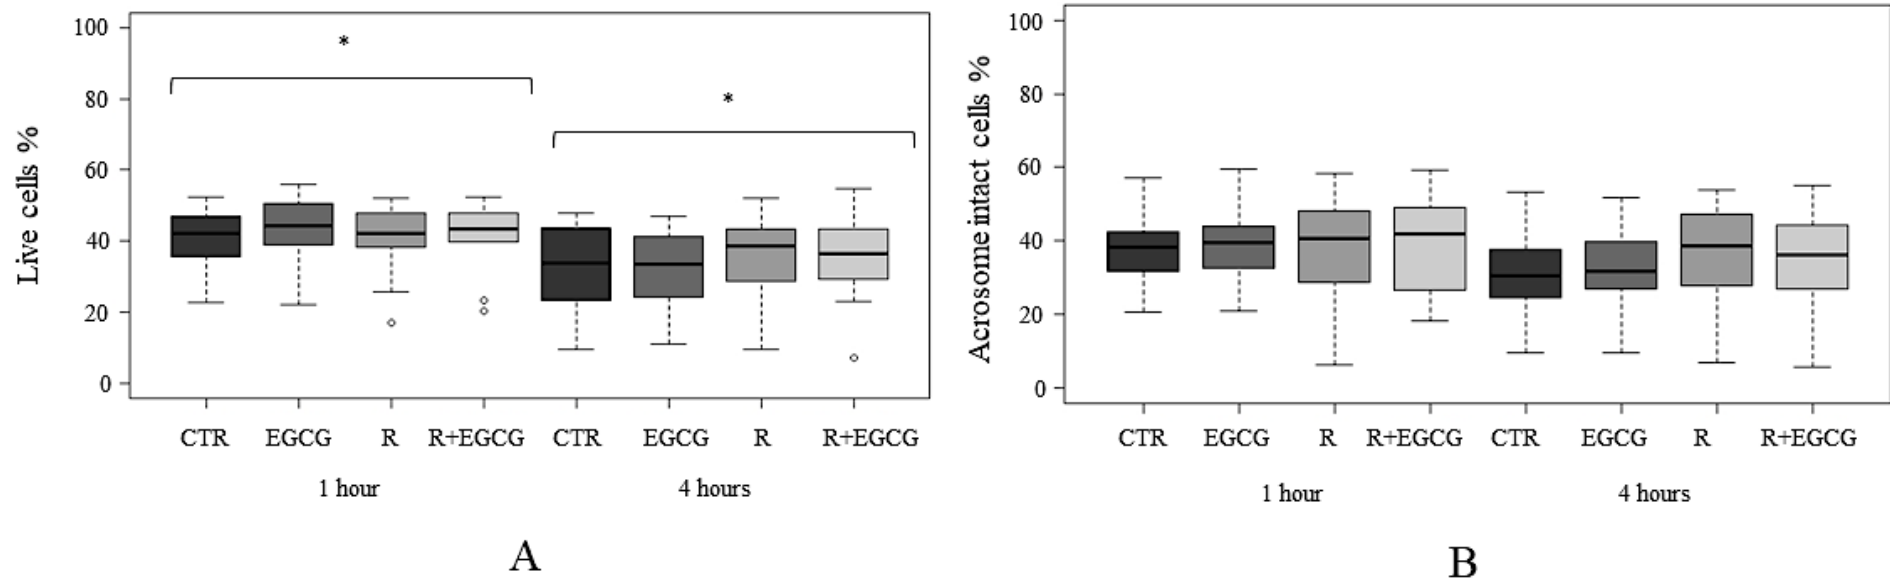 Live cells %
100
80
60
40
20
0
*
*
CTR EGCG R R+EGCG CTR EGCG R R+EGCG
1 hour 4 hours
A
Acrosome intact cells %
100
80
60
40
20
0
CTR EGCG R R+EGCG CTR EGCG R R+EGCG
1 hour 4 hours
B